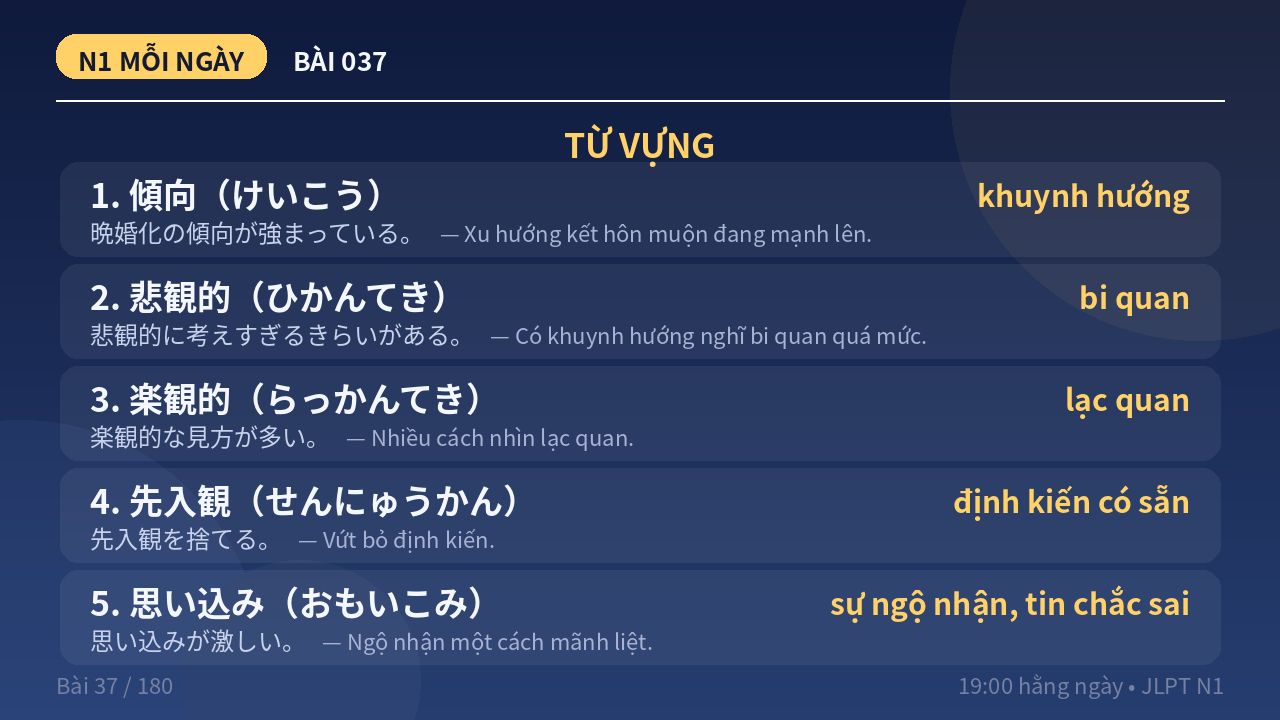 N1 MỖI NGÀY BÀI 037
TỪ VỰNG
1. 傾向（けいこう） khuynh hướng
晩婚化の傾向が強まっている。 — Xu hướng kết hôn muộn đang mạnh lên.
2. 悲観的（ひかんてき） bi quan
悲観的に考えすぎるきらいがある。 — Có khuynh hướng nghĩ bi quan quá mức.
3. 楽観的（らっかんてき） lạc quan
楽観的な見方が多い。 — Nhiều cách nhìn lạc quan.
4. 先入観（せんにゅうかん） định kiến có sẵn
先入観を捨てる。 — Vứt bỏ định kiến.
5. 思い込み（おもいこみ） sự ngộ nhận, tin chắc sai
思い込みが激しい。 — Ngộ nhận một cách mãnh liệt.
Bài 37 / 180 19:00 hằng ngày • JLPT N1